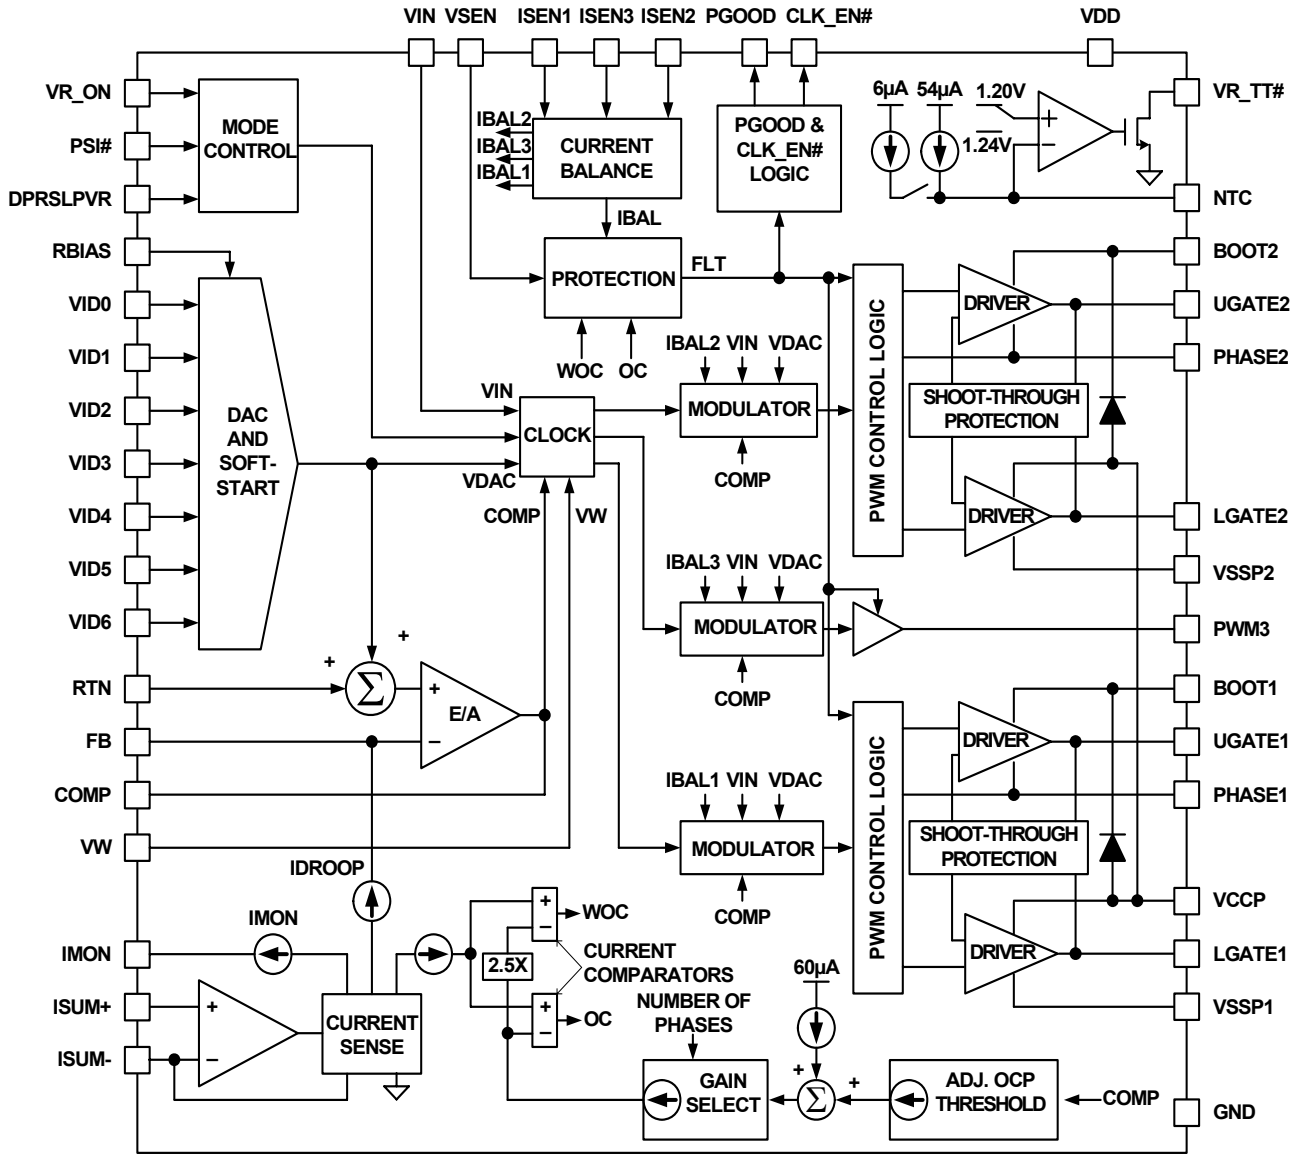 VIN VSEN ISEN1 ISEN3 ISEN2 PGOOD CLK_EN# VDD
VR_ON
PSI#
DPRSLPVR
RBIAS
VID0
VID1
VID2
VID3
VID4
VID5
VID6
RTN
FB
COMP
VW
IMON
ISUM+
ISUM-
MODE
CONTROL
DAC
AND
SOFT-
START
IBAL2
IBAL3
IBAL1
CURRENT
BALANCE
IBAL
PROTECTION
FLT
WOC OC
PGOOD &
CLK_EN#
LOGIC
6µA 54µA
1.20V
1.24V
+
−
VIN
CLOCK
VDAC
COMP
VW
IBAL2 VIN VDAC
MODULATOR
COMP
IBAL3 VIN VDAC
MODULATOR
COMP
IBAL1 VIN VDAC
MODULATOR
COMP
PWM CONTROL LOGIC
DRIVER
SHOOT-THROUGH
PROTECTION
DRIVER
PWM CONTROL LOGIC
DRIVER
SHOOT-THROUGH
PROTECTION
DRIVER
+
+
Σ
+
E/A
−
IDROOP
IMON
+
−
CURRENT
SENSE
+
−
WOC
2.5X
CURRENT
COMPARATORS
+
−
OC
NUMBER OF
PHASES
GAIN
SELECT
60µA
+
Σ
+
ADJ. OCP
THRESHOLD
COMP
VR_TT#
NTC
BOOT2
UGATE2
PHASE2
LGATE2
VSSP2
PWM3
BOOT1
UGATE1
PHASE1
VCCP
LGATE1
VSSP1
GND